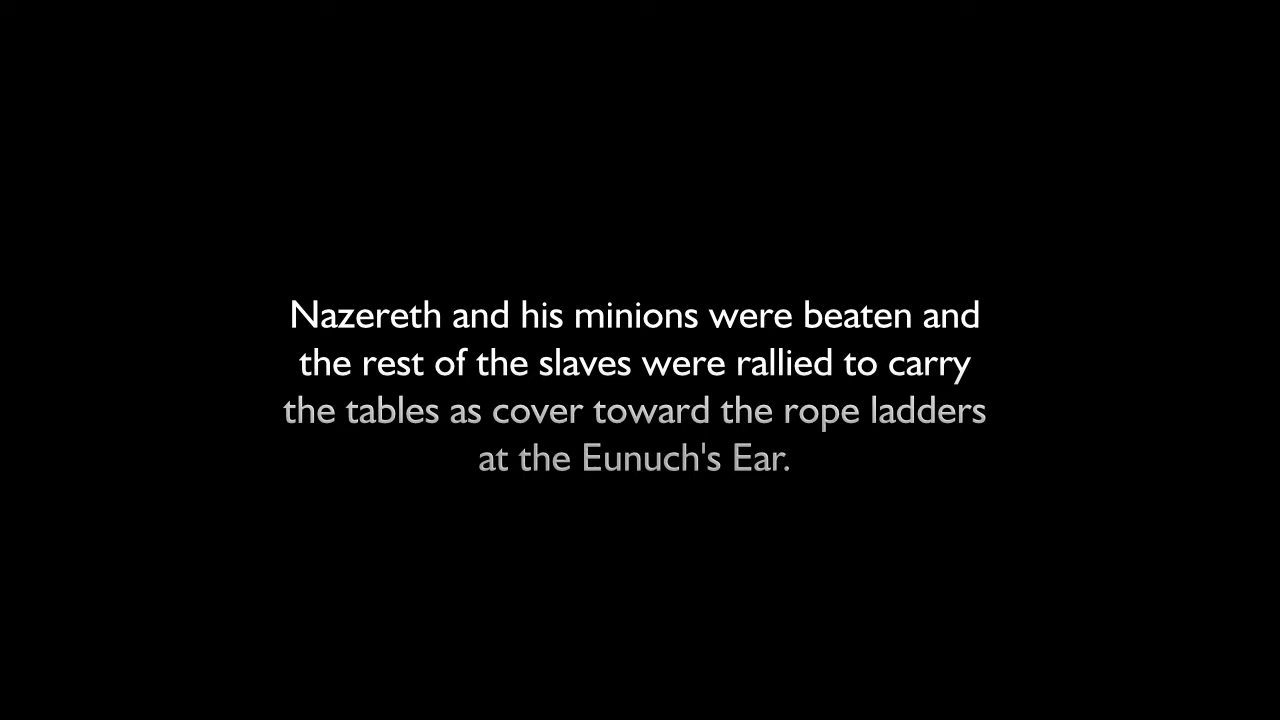 Nazereth and his minions were beaten and
the rest of the slaves were rallied to carry
the tables as cover toward the rope ladders
at the Eunuch's Ear.